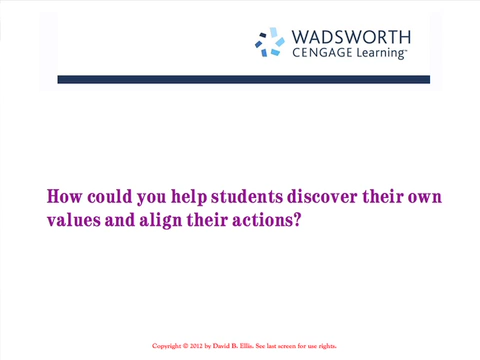 WADSWORTH
CENGAGE Learning™
How could you help students discover their own
values and align their actions?
Copyright © 2012 by David B. Ellis. See last screen for use rights.